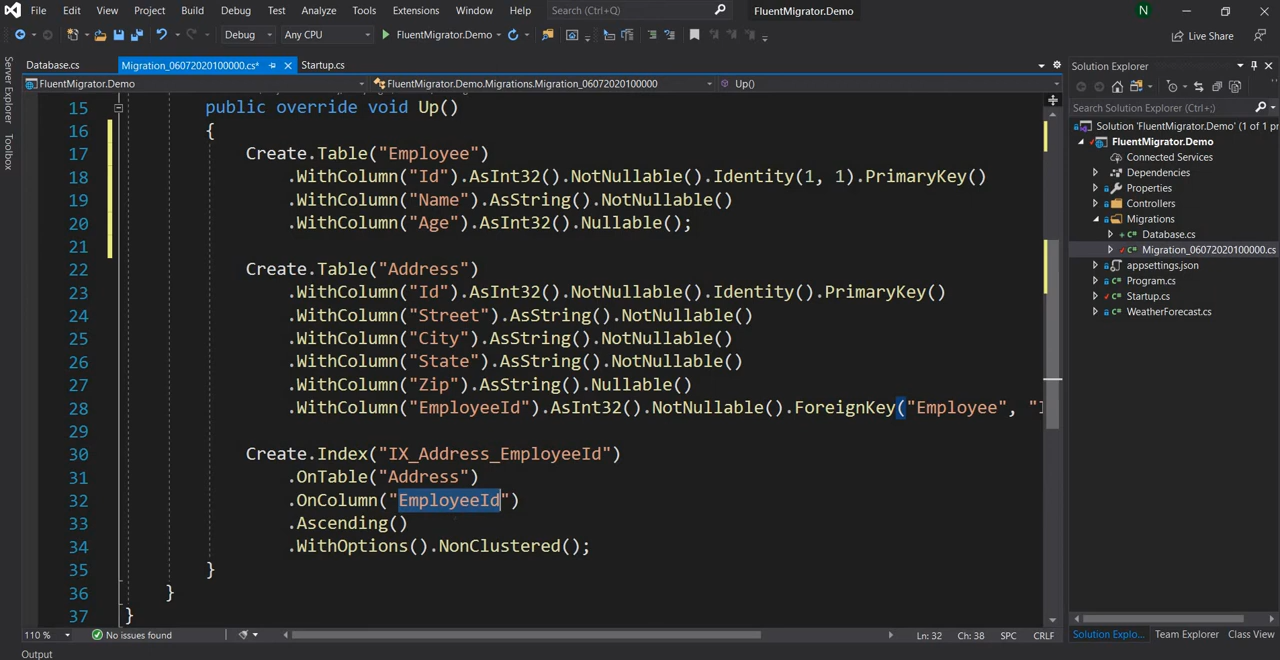 File Edit View Project Build Debug Test Analyze Tools Extensions Window Help Search (Ctrl+Q) FluentMigrator.Demo N
Debug Any CPU FluentMigrator.Demo Live Share
Server Explorer
Toolbox
Database.cs Migration_06072020100000.cs* Startup.cs
FluentMigrator.Demo FluentMigrator.Demo.Migrations.Migration_06072020100000 Up()
15 public override void Up()
16 {
17 Create.Table("Employee")
18 .WithColumn("Id").AsInt32().NotNullable().Identity(1, 1).PrimaryKey()
19 .WithColumn("Name").AsString().NotNullable()
20 .WithColumn("Age").AsInt32().Nullable();
21
22 Create.Table("Address")
23 .WithColumn("Id").AsInt32().NotNullable().Identity().PrimaryKey()
24 .WithColumn("Street").AsString().NotNullable()
25 .WithColumn("City").AsString().NotNullable()
26 .WithColumn("State").AsString().NotNullable()
27 .WithColumn("Zip").AsString().Nullable()
28 .WithColumn("EmployeeId").AsInt32().NotNullable().ForeignKey("Employee", "I
29
30 Create.Index("IX_Address_EmployeeId")
31 .OnTable("Address")
32 .OnColumn("EmployeeId")
33 .Ascending()
34 .WithOptions().NonClustered();
35 }
36 }
37 }
110 % No issues found Ln: 32 Ch: 38 SPC CRLF
Output
Solution Explorer
Search Solution Explorer (Ctrl+;)
Solution 'FluentMigrator.Demo' (1 of 1 p
FluentMigrator.Demo
Connected Services
Dependencies
Properties
Controllers
Migrations
Database.cs
Migration_06072020100000.cs
appsettings.json
Program.cs
Startup.cs
WeatherForecast.cs
Solution Explo... Team Explorer Class View